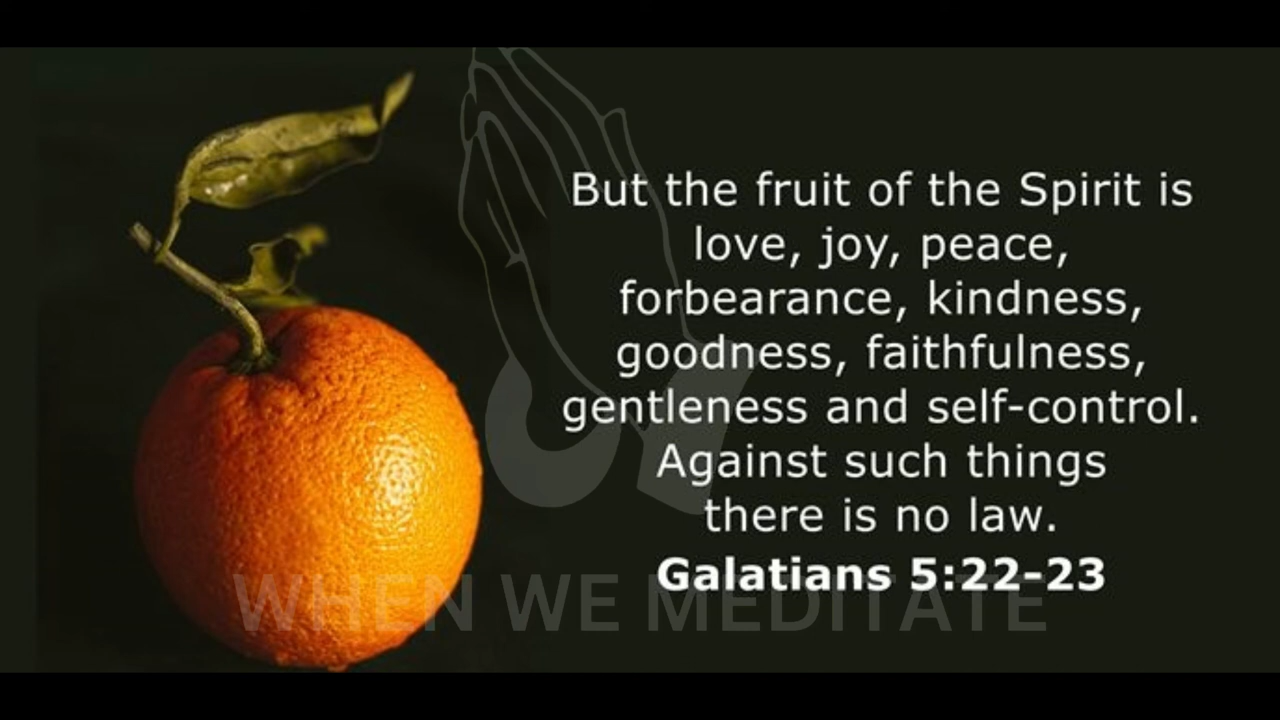 But the fruit of the Spirit is
love, joy, peace,
forbearance, kindness,
goodness, faithfulness,
gentleness and self-control.
Against such things
there is no law.
Galatians 5:22-23
WHEN WE MEDITATE